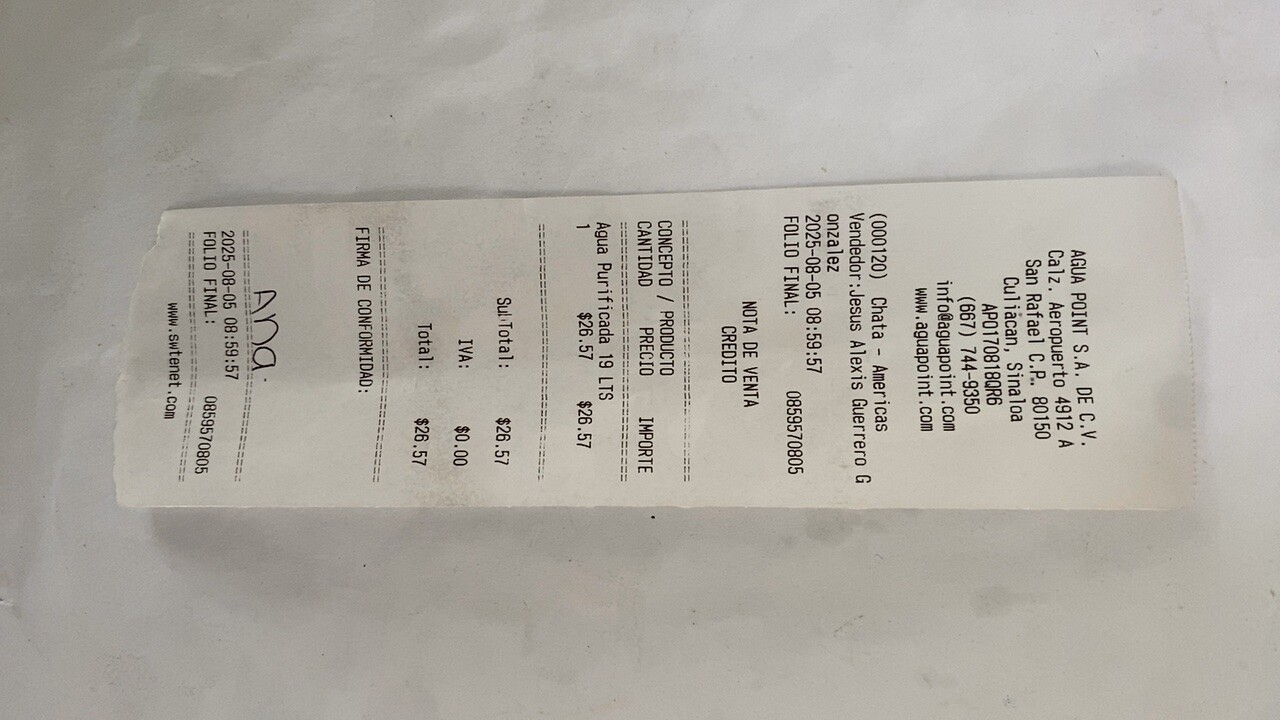 AGUA POINT S.A. DE C.V.
Calz. Aeropuerto 4912 A
San Rafael C.P. 80150
Culiacan, Sinaloa
APO170818QR6
(667) 744-9350
info@aguapoint.com
www.aguapoint.com
(000120) Chata - Americas
Vendedor:Jesus Alexis Guerrero G
onzalez
2025-08-05 08:59:57
FOLIO FINAL: 0859570805
NOTA DE VENTA
CREDITO
================================
CONCEPTO / PRODUCTO
CANTIDAD PRECIO IMPORTE
================================
Agua Purificada 19 LTS
1 $26.57 $26.57
================================
SubTotal: $26.57
IVA: $0.00
Total: $26.57
================================
FIRMA DE CONFORMIDAD:
Ana.
================================
2025-08-05 08:59:57
FOLIO FINAL: 0859570805
================================
www.swtenet.com